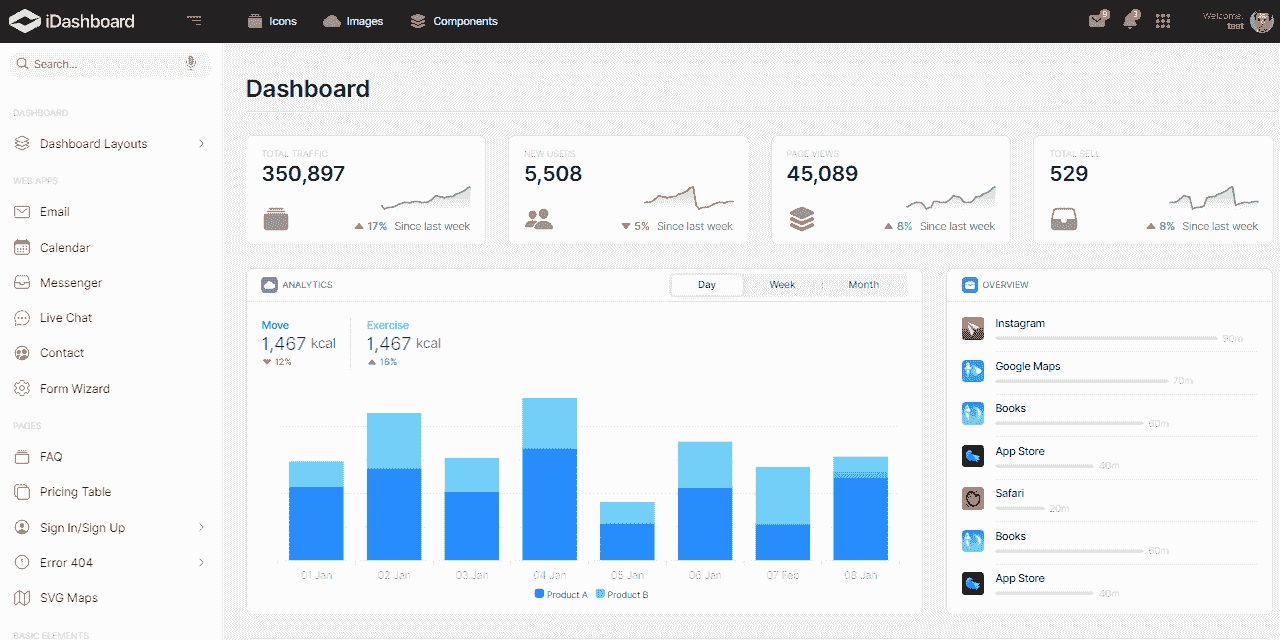 iDashboard
Icons
Images
Components
3
Welcome,
test
Search...
DASHBOARD
Dashboard Layouts
WEB APPS
Email
Calendar
Messenger
Live Chat
Contact
Form Wizard
PAGES
FAQ
Pricing Table
Sign In/Sign Up
Error 404
SVG Maps
BASIC ELEMENTS
Dashboard
TOTAL TRAFFIC
350,897
17% Since last week
NEW USERS
5,508
5% Since last week
PAGE VIEWS
45,089
8% Since last week
TOTAL SELL
529
8% Since last week
ANALYTICS
Day Week Month
Move
1,467 kcal
12%
Exercise
1,467 kcal
16%
01 Jan 02 Jan 03 Jan 04 Jan 05 Jan 06 Jan 07 Feb 08 Jan
Product A Product B
OVERVIEW
Instagram
90m
Google Maps
70m
Books
60m
App Store
40m
Safari
20m
Books
60m
App Store
40m